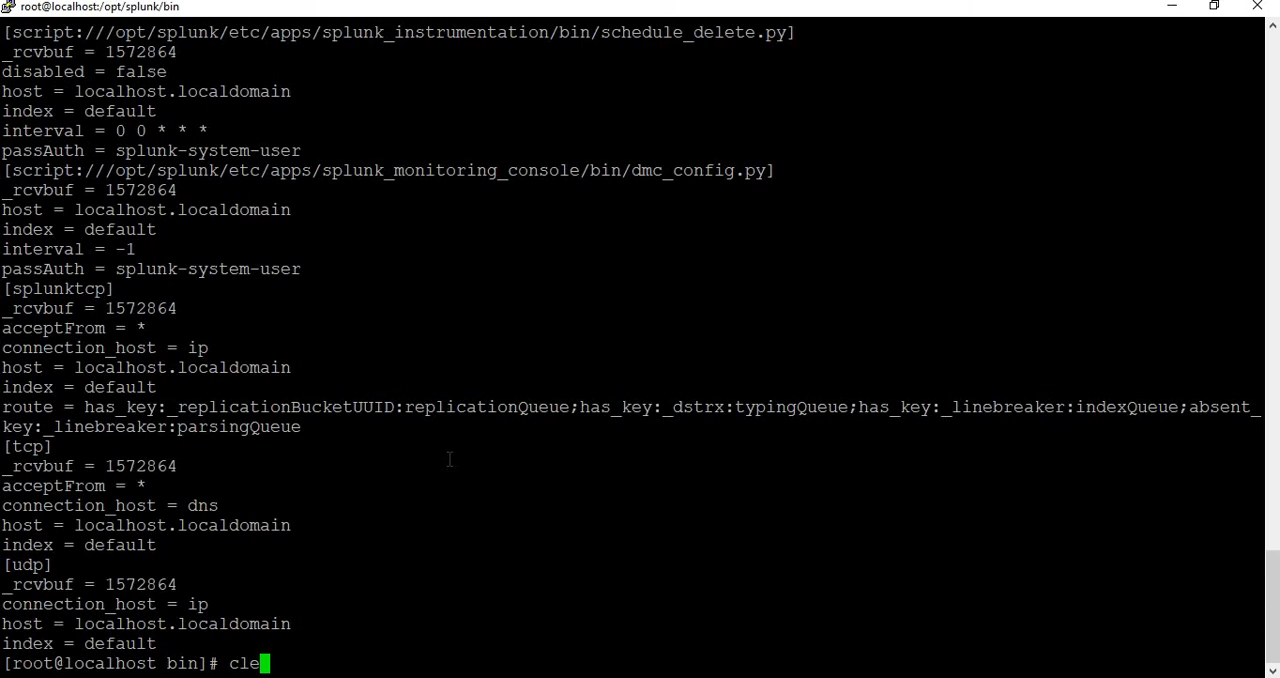 root@localhost:/opt/splunk/bin
[script:///opt/splunk/etc/apps/splunk_instrumentation/bin/schedule_delete.py]
_rcvbuf = 1572864
disabled = false
host = localhost.localdomain
index = default
interval = 0 0 * * *
passAuth = splunk-system-user
[script:///opt/splunk/etc/apps/splunk_monitoring_console/bin/dmc_config.py]
_rcvbuf = 1572864
host = localhost.localdomain
index = default
interval = -1
passAuth = splunk-system-user
[splunktcp]
_rcvbuf = 1572864
acceptFrom = *
connection_host = ip
host = localhost.localdomain
index = default
route = has_key:_replicationBucketUUID:replicationQueue;has_key:_dstrx:typingQueue;has_key:_linebreaker:indexQueue;absent_
key:_linebreaker:parsingQueue
[tcp]
_rcvbuf = 1572864
acceptFrom = *
connection_host = dns
host = localhost.localdomain
index = default
[udp]
_rcvbuf = 1572864
connection_host = ip
host = localhost.localdomain
index = default
[root@localhost bin]# cle